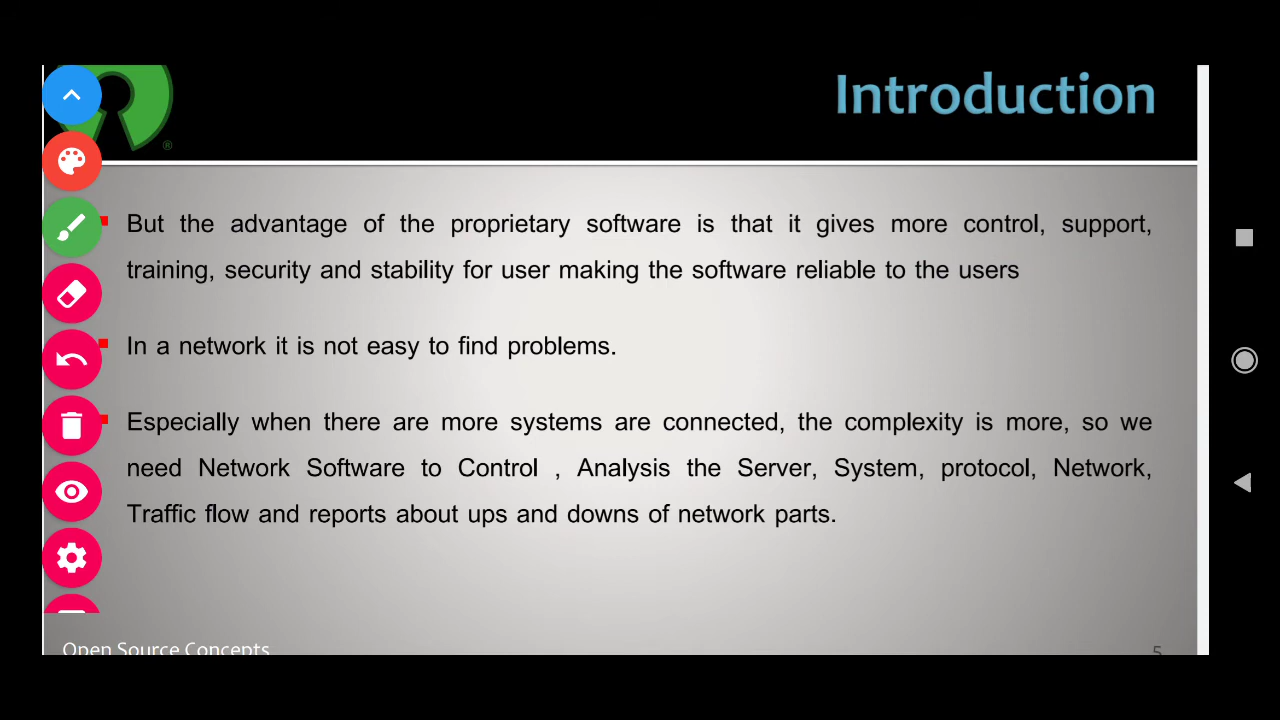 Introduction
®
But the advantage of the proprietary software is that it gives more control, support,
training, security and stability for user making the software reliable to the users
In a network it is not easy to find problems.
Especially when there are more systems are connected, the complexity is more, so we
need Network Software to Control , Analysis the Server, System, protocol, Network,
Traffic flow and reports about ups and downs of network parts.
Open Source Concepts
5